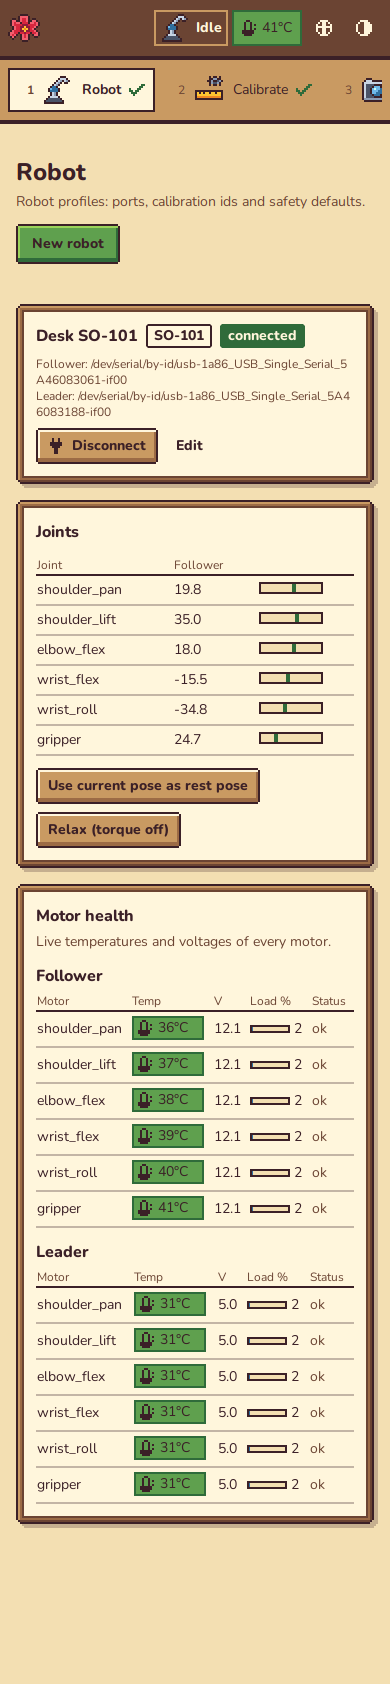 Idle
41°C
1 Robot
2 Calibrate
3
Robot
Robot profiles: ports, calibration ids and safety defaults.
New robot
Desk SO-101 SO-101 connected
Follower: /dev/serial/by-id/usb-1a86_USB_Single_Serial_5
A46083061-if00
Leader: /dev/serial/by-id/usb-1a86_USB_Single_Serial_5A4
6083188-if00
Disconnect Edit
Joints
Joint Follower
shoulder_pan 19.8
shoulder_lift 35.0
elbow_flex 18.0
wrist_flex -15.5
wrist_roll -34.8
gripper 24.7
Use current pose as rest pose
Relax (torque off)
Motor health
Live temperatures and voltages of every motor.
Follower
Motor Temp V Load % Status
shoulder_pan 36°C 12.1 2 ok
shoulder_lift 37°C 12.1 2 ok
elbow_flex 38°C 12.1 2 ok
wrist_flex 39°C 12.1 2 ok
wrist_roll 40°C 12.1 2 ok
gripper 41°C 12.1 2 ok
Leader
Motor Temp V Load % Status
shoulder_pan 31°C 5.0 2 ok
shoulder_lift 31°C 5.0 2 ok
elbow_flex 31°C 5.0 2 ok
wrist_flex 31°C 5.0 2 ok
wrist_roll 31°C 5.0 2 ok
gripper 31°C 5.0 2 ok